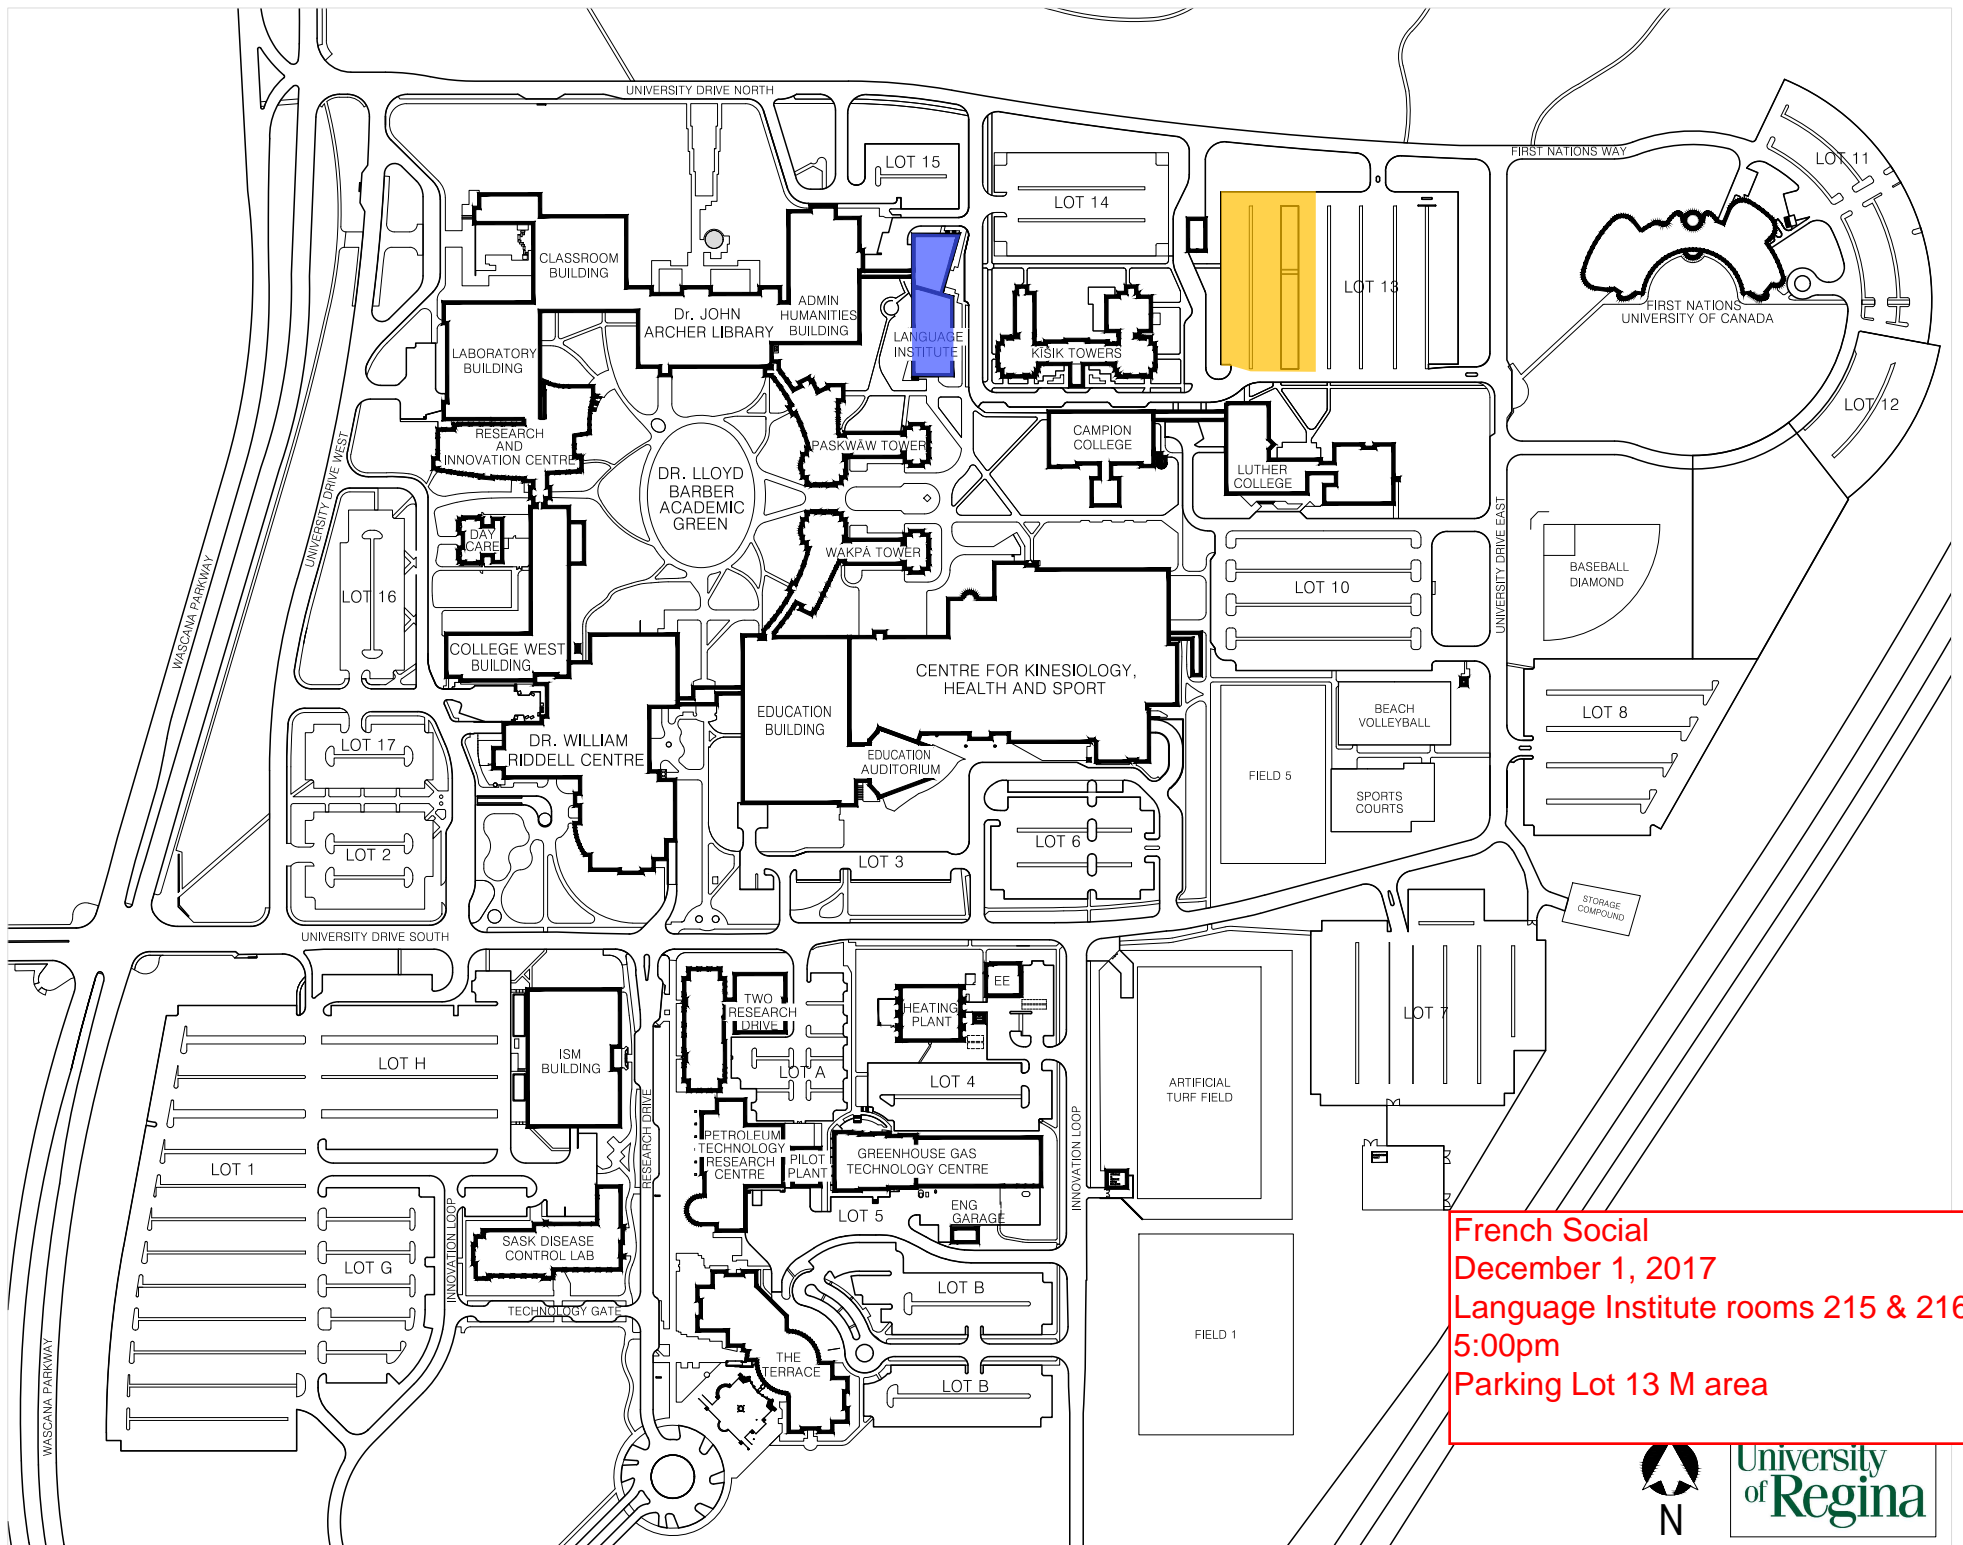 UNIVERSITY DRIVE NORTH
FIRST NATIONS WAY
LOT 11
LOT 15
LOT 14
CLASSROOM
BUILDING
ADMIN
HUMANITIES
BUILDING
Dr. JOHN
ARCHER LIBRARY
LANGUAGE
INSTITUTE
KĪSIK TOWERS
LOT 13
FIRST NATIONS
UNIVERSITY OF CANADA
LABORATORY
BUILDING
LOT 12
RESEARCH
AND
INNOVATION CENTRE
PASKWĀW TOWER
CAMPION
COLLEGE
LUTHER
COLLEGE
DR. LLOYD
BARBER
ACADEMIC
GREEN
UNIVERSITY DRIVE WEST
UNIVERSITY DRIVE EAST
WASCANA PARKWAY
DAY
CARE
WAKPĀ TOWER
LOT 16
LOT 10
BASEBALL
DIAMOND
COLLEGE WEST
BUILDING
CENTRE FOR KINESIOLOGY,
HEALTH AND SPORT
EDUCATION
BUILDING
BEACH
VOLLEYBALL
LOT 8
LOT 17
DR. WILLIAM
RIDDELL CENTRE
EDUCATION
AUDITORIUM
FIELD 5
SPORTS
COURTS
LOT 2
LOT 3
LOT 6
STORAGE
COMPOUND
UNIVERSITY DRIVE SOUTH
TWO
RESEARCH
DRIVE
HEATING
PLANT
EE
LOT 7
LOT H
ISM
BUILDING
LOT A
LOT 4
ARTIFICIAL
TURF FIELD
RESEARCH DRIVE
INNOVATION LOOP
LOT 1
PETROLEUM
TECHNOLOGY
RESEARCH
CENTRE
PILOT
PLANT
GREENHOUSE GAS
TECHNOLOGY CENTRE
INNOVATION LOOP
LOT 5
ENG
GARAGE
SASK DISEASE
CONTROL LAB
LOT G
LOT B
TECHNOLOGY GATE
THE
TERRACE
LOT B
FIELD 1
WASCANA PARKWAY
French Social
December 1, 2017
Language Institute rooms 215 & 216
5:00pm
Parking Lot 13 M area
N
University
of Regina